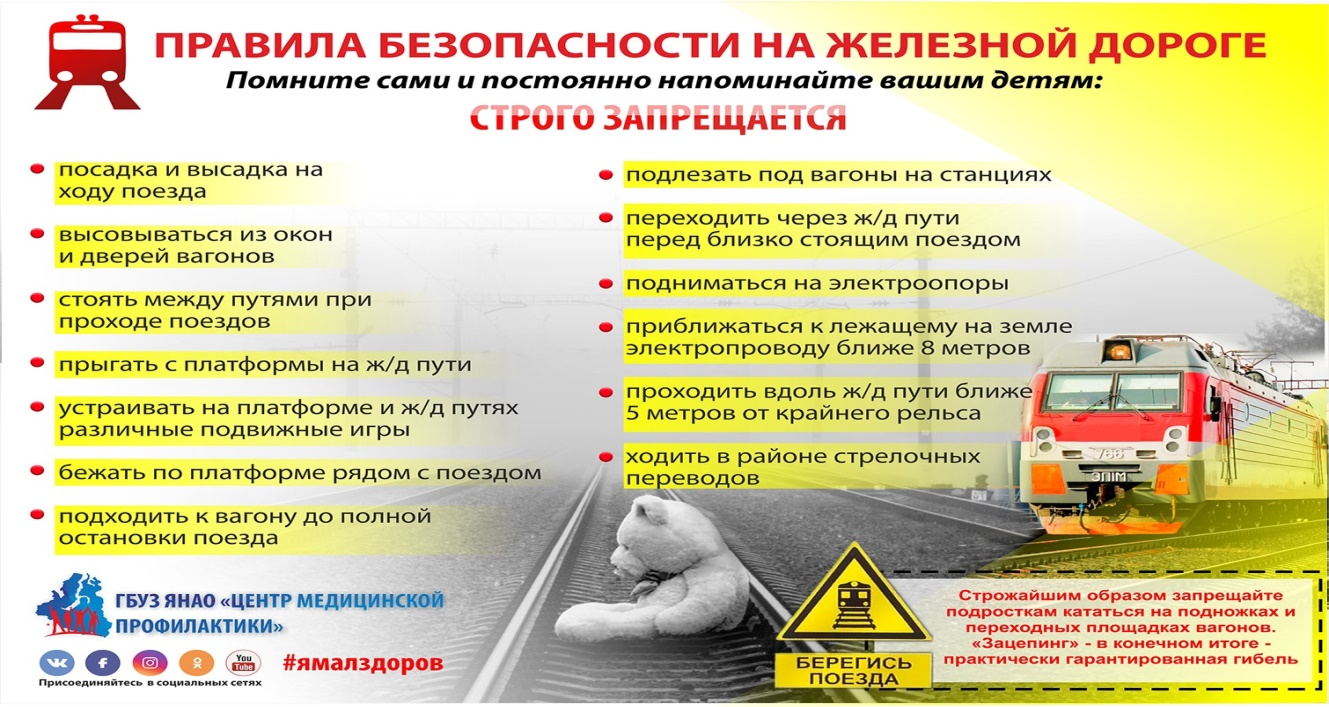 ПРАВИЛА БЕЗОПАСНОСТИ НА ЖЕЛЕЗНОЙ ДОРОГЕ
Помните сами и постоянно напоминайте вашим детям:
СТРОГО ЗАПРЕЩАЕТСЯ
посадка и высадка на
ходу поезда
высовываться из окон
и дверей вагонов
стоять между путями при
проходе поездов
прыгать с платформы на ж/д пути
устраивать на платформе и ж/д путях
различные подвижные игры
бежать по платформе рядом с поездом
подходить к вагону до полной
остановки поезда
подлезать под вагоны на станциях
переходить через ж/д пути
перед близко стоящим поездом
подниматься на электроопоры
приближаться к лежащему на земле
электропроводу ближе 8 метров
проходить вдоль ж/д пути ближе
5 метров от крайнего рельса
ходить в районе стрелочных
переводов
766
ЭП1М
ГБУЗ ЯНАО «ЦЕНТР МЕДИЦИНСКОЙ
ПРОФИЛАКТИКИ»
You
Tube
#ямалздоров
Присоединяйтесь в социальных сетях
БЕРЕГИСЬ
ПОЕЗДА
Строжайшим образом запрещайте
подросткам кататься на подножках и
переходных площадках вагонов.
«Зацепинг» - в конечном итоге -
практически гарантированная гибель